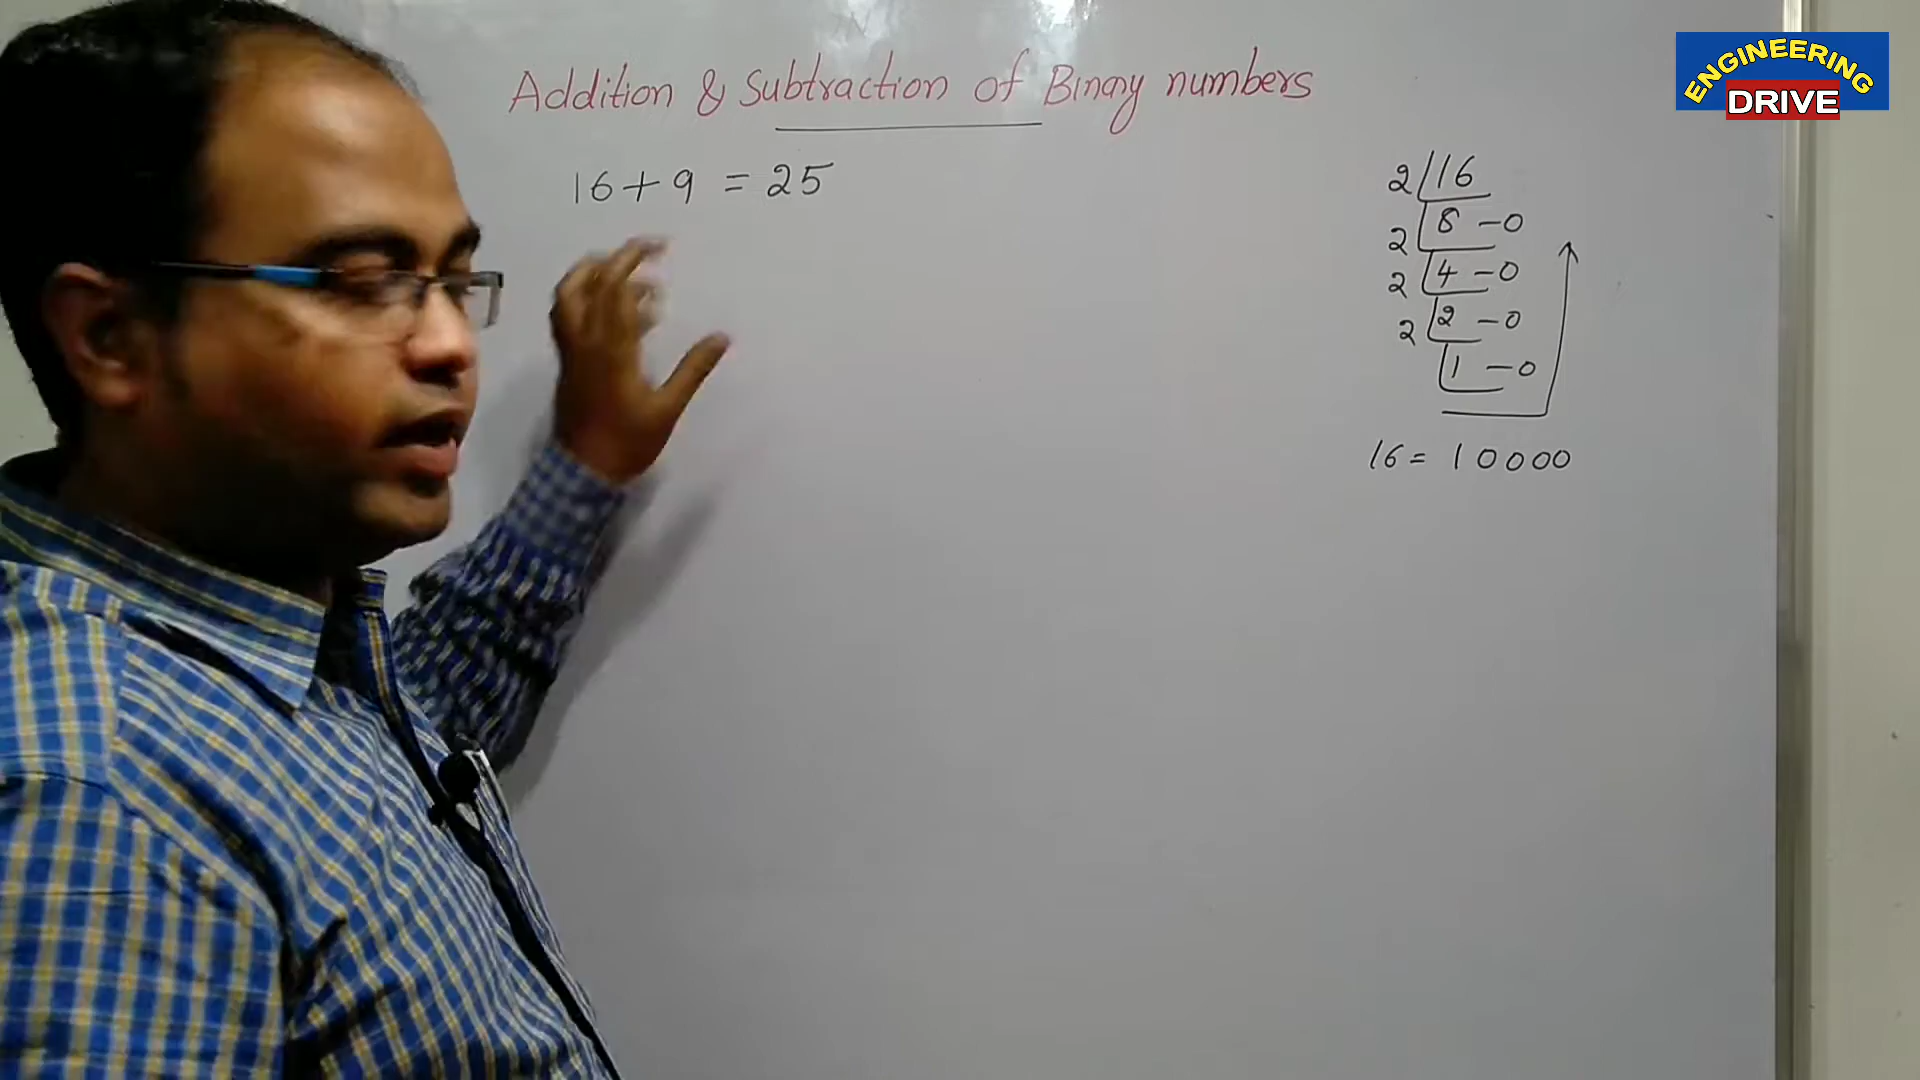 Addition & Subtraction of Binay numbers
16 + 9 = 25
2 16
2 8 - 0
2 4 - 0
2 2 - 0
1 - 0
16 = 10000
ENGINEERING
DRIVE